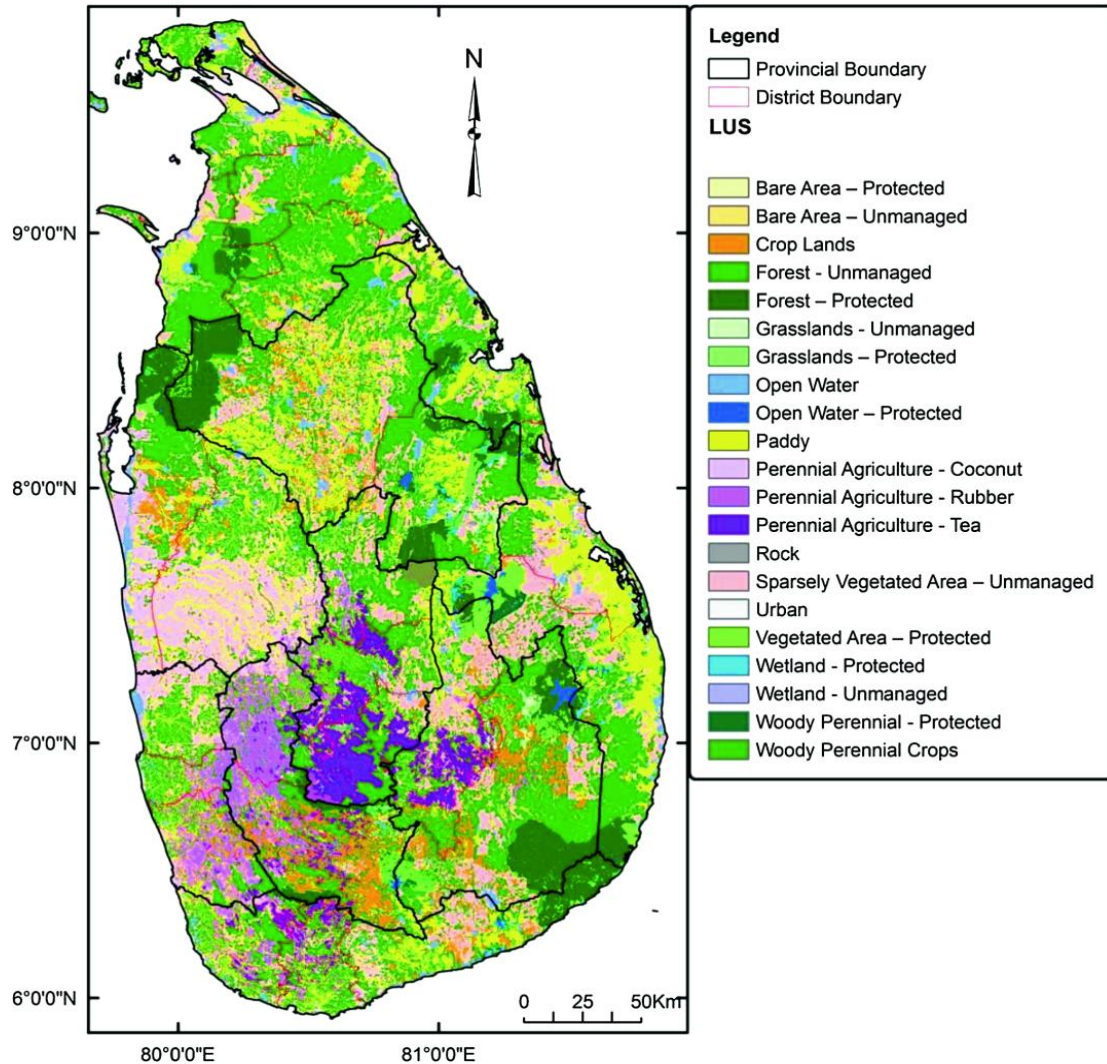 N
9°0'0"N
8°0'0"N
7°0'0"N
6°0'0"N
80°0'0"E
81°0'0"E
0 25 50Km
Legend
Provincial Boundary
District Boundary
LUS
Bare Area – Protected
Bare Area – Unmanaged
Crop Lands
Forest - Unmanaged
Forest – Protected
Grasslands - Unmanaged
Grasslands – Protected
Open Water
Open Water – Protected
Paddy
Perennial Agriculture - Coconut
Perennial Agriculture - Rubber
Perennial Agriculture - Tea
Rock
Sparsely Vegetated Area – Unmanaged
Urban
Vegetated Area – Protected
Wetland - Protected
Wetland - Unmanaged
Woody Perennial - Protected
Woody Perennial Crops